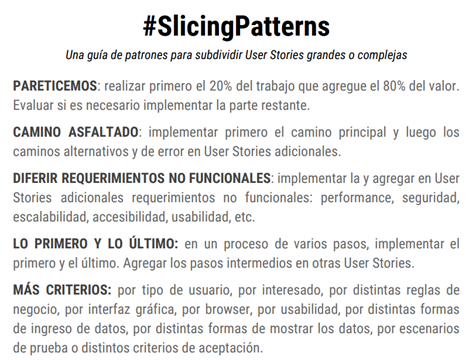 #SlicingPatterns
Una guía de patrones para subdividir User Stories grandes o complejas
PARETICEMOS: realizar primero el 20% del trabajo que agregue el 80% del valor.
Evaluar si es necesario implementar la parte restante.
CAMINO ASFALTADO: implementar primero el camino principal y luego los
caminos alternativos y de error en User Stories adicionales.
DIFERIR REQUERIMIENTOS NO FUNCIONALES: implementar la y agregar en User
Stories adicionales requerimientos no funcionales: performance, seguridad,
escalabilidad, accesibilidad, usabilidad, etc.
LO PRIMERO Y LO ÚLTIMO: en un proceso de varios pasos, implementar el
primero y el último. Agregar los pasos intermedios en otras User Stories.
MÁS CRITERIOS: por tipo de usuario, por interesado, por distintas reglas de
negocio, por interfaz gráfica, por browser, por usabilidad, por distintas formas
de ingreso de datos, por distintas formas de mostrar los datos, por escenarios
de prueba o distintos criterios de aceptación.